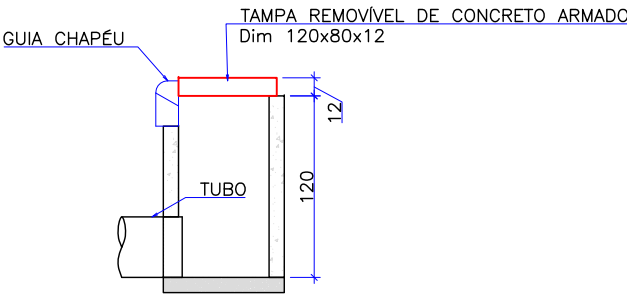 TAMPA REMOVÍVEL DE CONCRETO ARMADO
Dim 120x80x12
GUIA CHAPÉU
12
120
TUBO